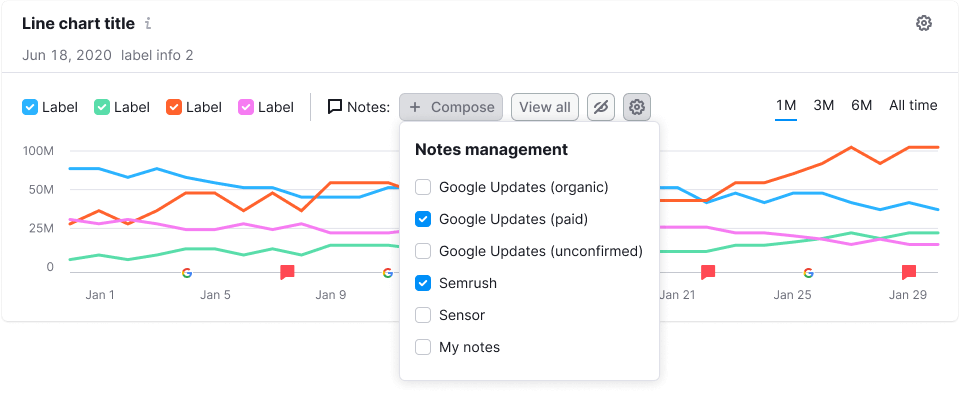 Line chart title
Jun 18, 2020 label info 2
Label Label Label Label Notes: + Compose View all 1M 3M 6M All time
Notes management
Google Updates (organic)
Google Updates (paid)
Google Updates (unconfirmed)
Semrush
Sensor
My notes
100M
50M
25M
0
Jan 1 Jan 5 Jan 9 Jan 21 Jan 25 Jan 29